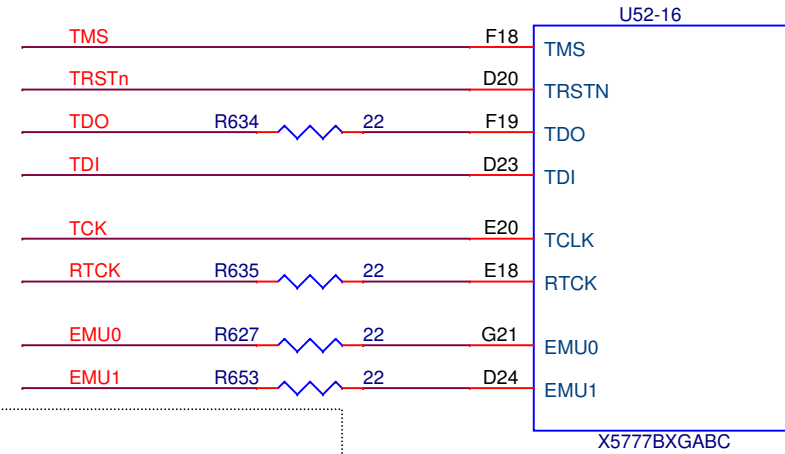 U52-16
TMS F18 TMS
TRSTn D20 TRSTN
TDO R634 22 F19 TDO
TDI D23 TDI
TCK E20 TCLK
RTCK R635 22 E18 RTCK
EMU0 R627 22 G21 EMU0
EMU1 R653 22 D24 EMU1
X5777BXGABC